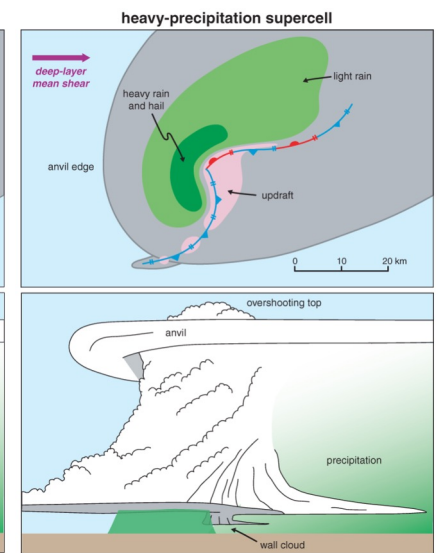 heavy-precipitation supercell
deep-layer
mean shear
heavy rain
and hail
light rain
anvil edge
updraft
0 10 20 km
overshooting top
anvil
precipitation
wall cloud